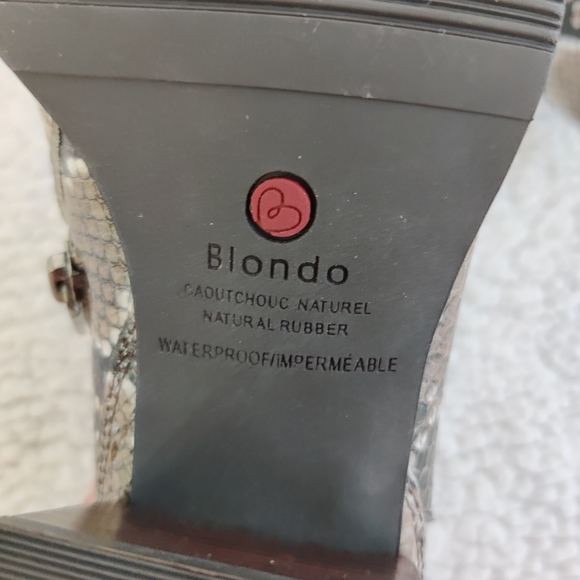 Blondo
CAOUTCHOUC NATUREL
NATURAL RUBBER
WATERPROOF/IMPERMÉABLE